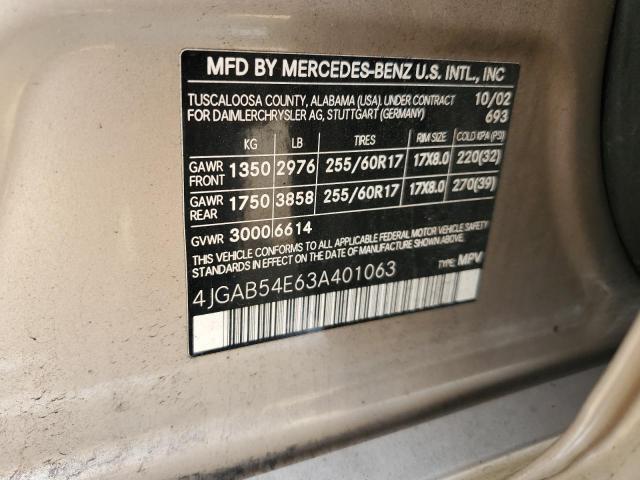 MFD BY MERCEDES-BENZ U.S. INTL., INC
TUSCALOOSA COUNTY, ALABAMA (USA). UNDER CONTRACT 10/02
FOR DAIMLERCHRYSLER AG, STUTTGART (GERMANY) 693
KG LB TIRES RIM SIZE COLD KPA (PSI)
GAWR FRONT 1350 2976 255/60R17 17X8.0 220(32)
GAWR REAR 1750 3858 255/60R17 17X8.0 270(39)
GVWR 3000 6614
THIS VEHICLE CONFORMS TO ALL APPLICABLE FEDERAL MOTOR VEHICLE SAFETY
STANDARDS IN EFFECT ON THE DATE OF MANUFACTURE SHOWN ABOVE.
4JGAB54E63A401063 TYPE: MPV